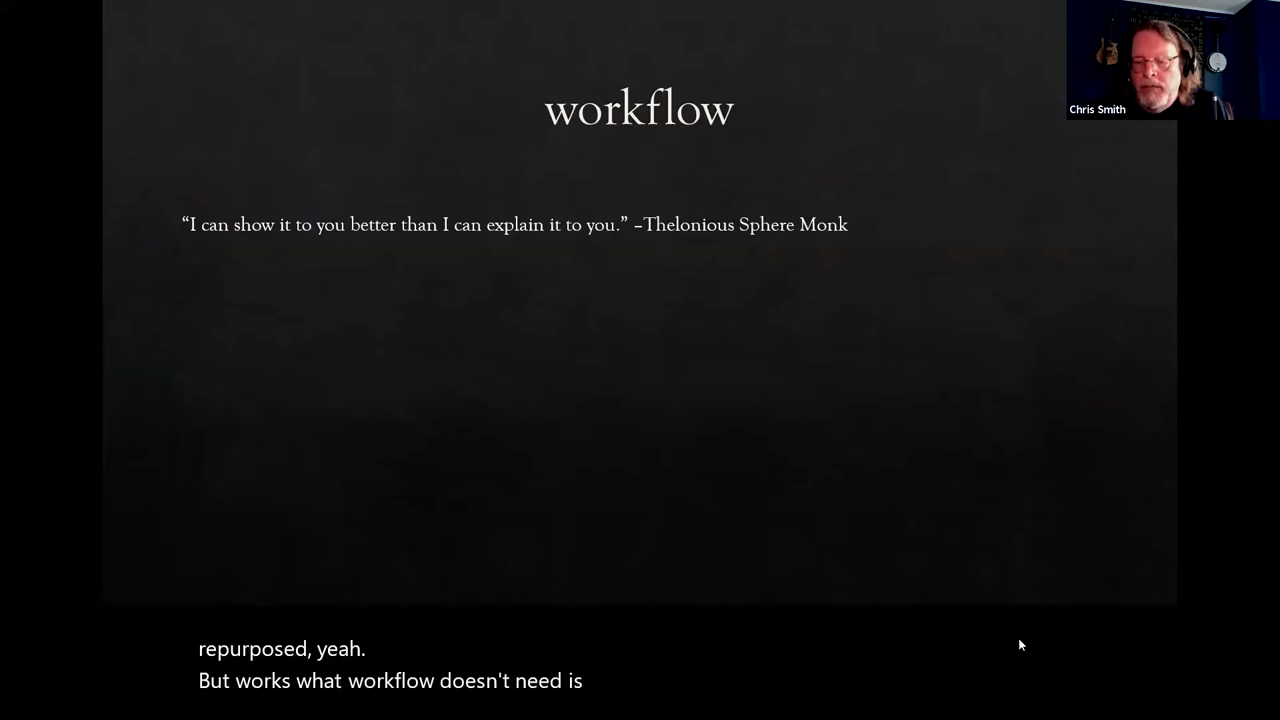 workflow
Chris Smith
“I can show it to you better than I can explain it to you.” –Thelonious Sphere Monk
repurposed, yeah.
But works what workflow doesn't need is